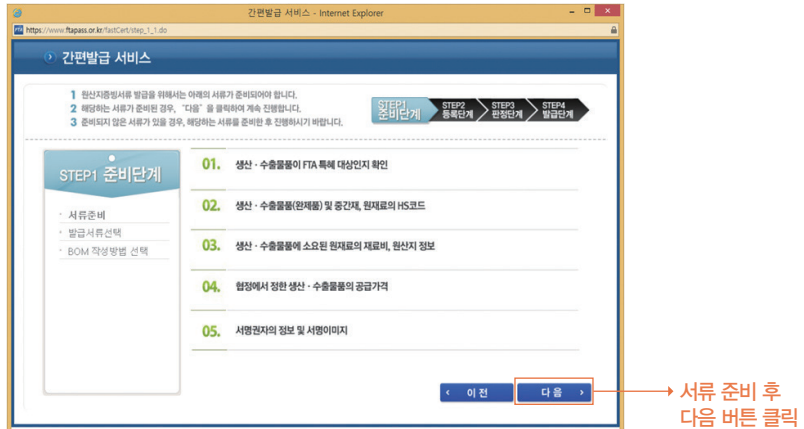 간편발급 서비스 - Internet Explorer
https://www.ftapass.or.kr/fastCert/step_1_1.do
간편발급 서비스
1 원산지증빙서류 발급을 위해서는 아래의 서류가 준비되어야 합니다.
2 해당하는 서류가 준비된 경우, "다음" 을 클릭하여 계속 진행합니다.
3 준비되지 않은 서류가 있을 경우, 해당하는 서류를 준비한 후 진행하시기 바랍니다.
STEP1 준비단계
STEP2 등록단계
STEP3 판정단계
STEP4 발급단계
STEP1 준비단계
· 서류준비
· 발급서류선택
· BOM 작성방법 선택
01. 생산 · 수출물품이 FTA 특혜 대상인지 확인
02. 생산 · 수출물품(완제품) 및 중간재, 원재료의 HS코드
03. 생산 · 수출물품에 소요된 원재료의 재료비, 원산지 정보
04. 협정에서 정한 생산 · 수출물품의 공급가격
05. 서명권자의 정보 및 서명이미지
‹ 이전
다음 ›
서류 준비 후
다음 버튼 클릭